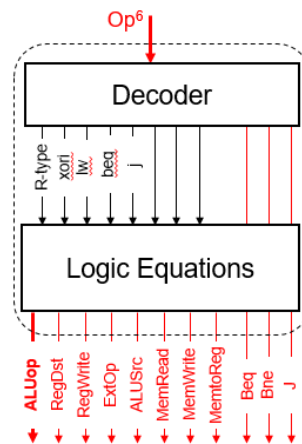 Op6
Decoder
R-type
xori
lw
beq
j
Logic Equations
ALUop
RegDst
RegWrite
ExtOp
ALUSrc
MemRead
MemWrite
MemtoReg
Beq
Bne
J